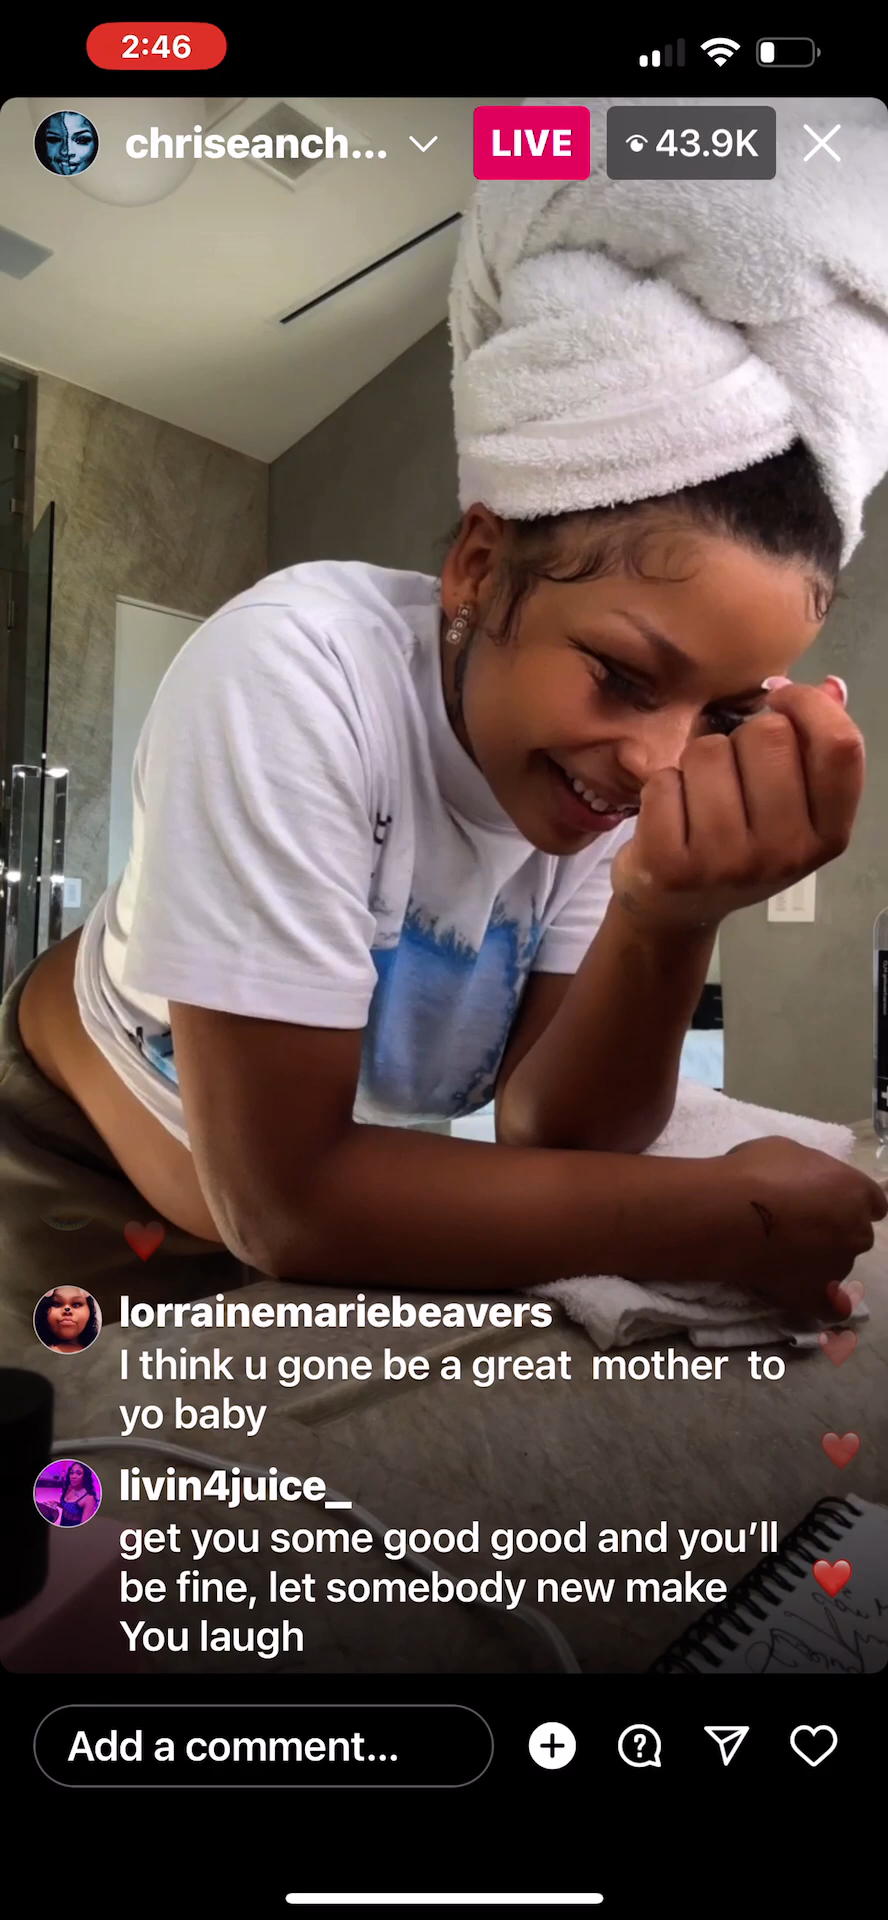 2:46
chriseanch...
LIVE
43.9K
lorrainemariebeavers
I think u gone be a great mother to
yo baby
livin4juice_
get you some good good and you'll
be fine, let somebody new make
You laugh
Add a comment...